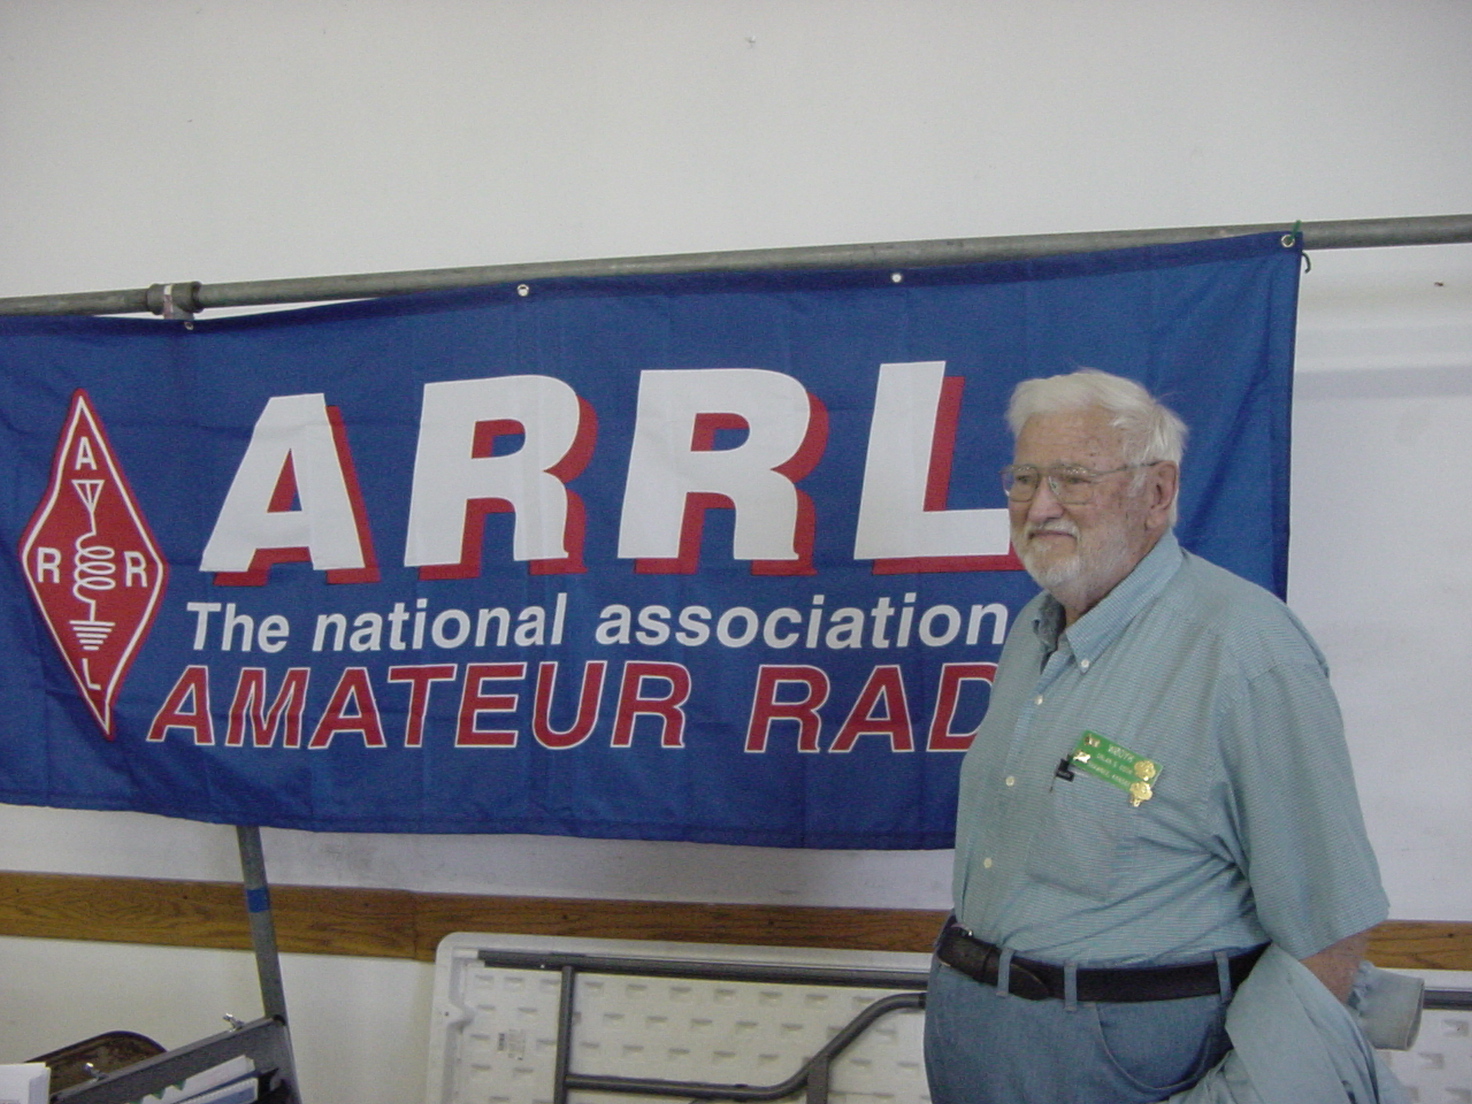 ARRL
A
R R
L
The national association
AMATEUR RAD